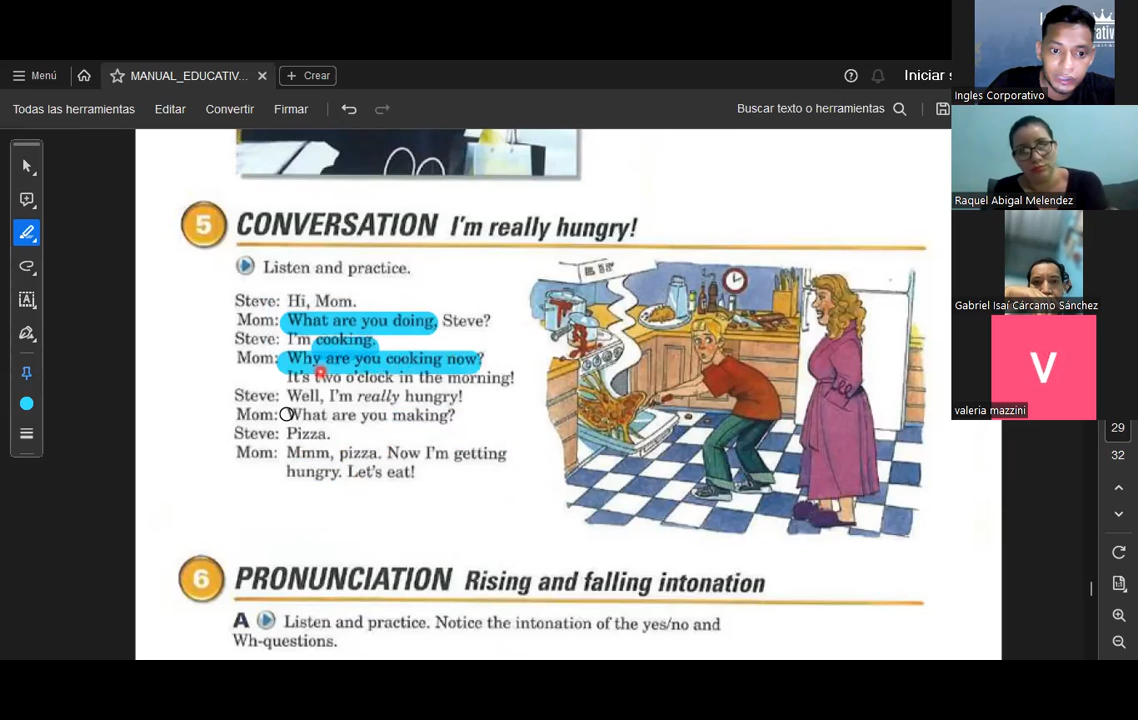 Menú
MANUAL_EDUCATIV...
Crear
Iniciar s
Todas las herramientas
Editar
Convertir
Firmar
Buscar texto o herramientas
Ingles Corporativo
Raquel Abigal Melendez
Gabriel Isaí Cárcamo Sánchez
V
valeria mazzini
5 CONVERSATION I'm really hungry!
Listen and practice.
Steve: Hi, Mom.
Mom: What are you doing, Steve?
Steve: I'm cooking.
Mom: Why are you cooking now?
It's two o'clock in the morning!
Steve: Well, I'm really hungry!
Mom: What are you making?
Steve: Pizza.
Mom: Mmm, pizza. Now I'm getting
hungry. Let's eat!
6 PRONUNCIATION Rising and falling intonation
A Listen and practice. Notice the intonation of the yes/no and
Wh-questions.
29
32